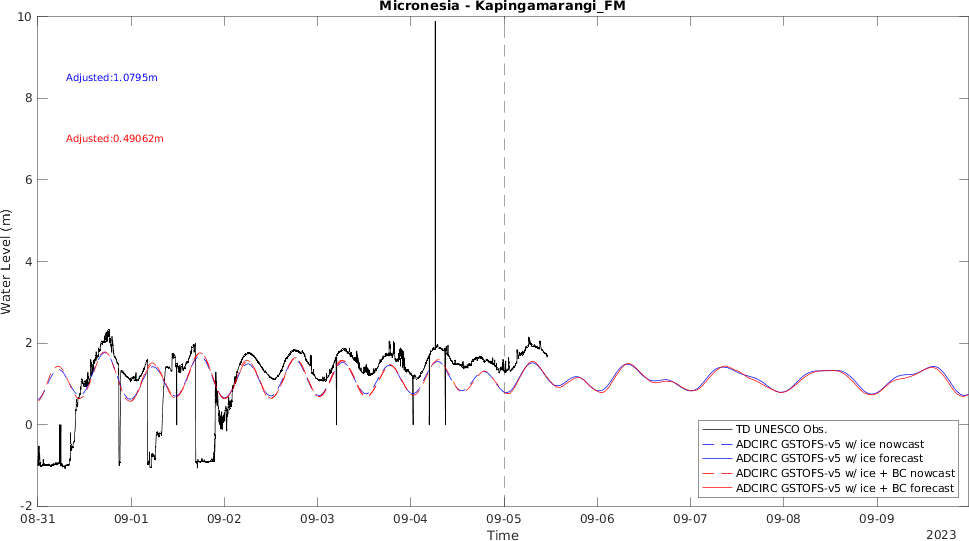 Micronesia - Kapingamarangi_FM
10
8
6
4
2
0
-2
Water Level (m)
Adjusted:1.0795m
Adjusted:0.49062m
TD UNESCO Obs.
ADCIRC GSTOFS-v5 w/ ice nowcast
ADCIRC GSTOFS-v5 w/ ice forecast
ADCIRC GSTOFS-v5 w/ ice + BC nowcast
ADCIRC GSTOFS-v5 w/ ice + BC forecast
08-31 09-01 09-02 09-03 09-04 09-05 09-06 09-07 09-08 09-09
Time
2023